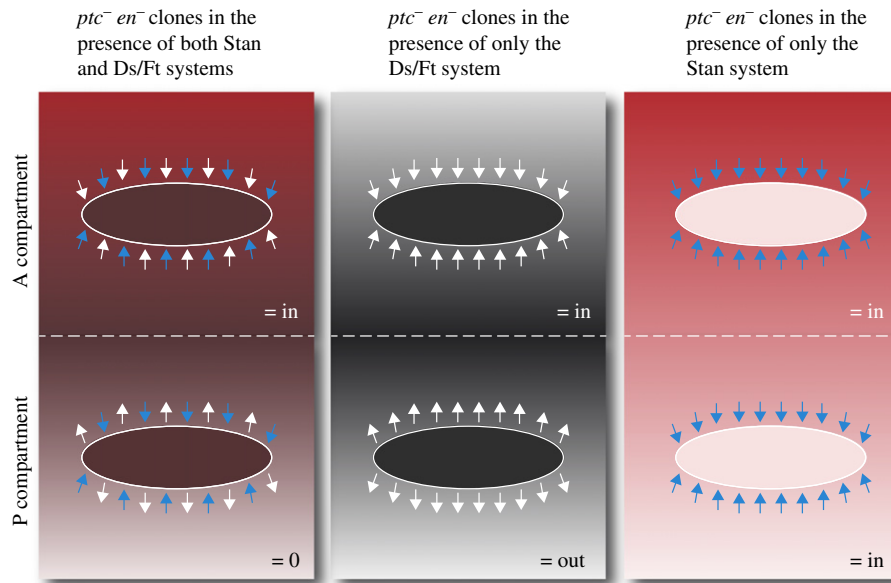 ptc– en– clones in the
presence of both Stan
and Ds/Ft systems
ptc– en– clones in the
presence of only the
Ds/Ft system
ptc– en– clones in the
presence of only the
Stan system
A compartment
= in
= in
= in
P compartment
= 0
= out
= in